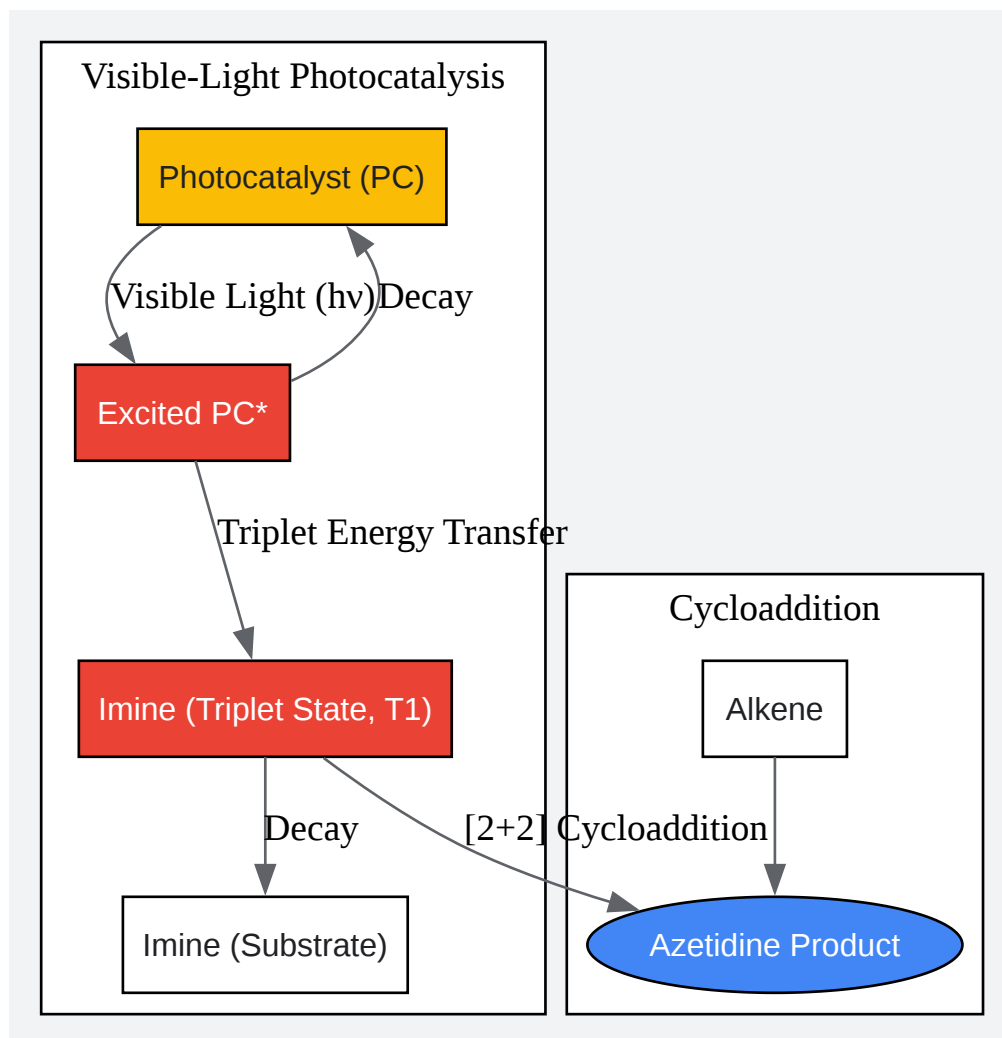 Visible-Light Photocatalysis
Photocatalyst (PC)
Visible Light (hν)
Decay
Excited PC*
Triplet Energy Transfer
Cycloaddition
Imine (Triplet State, T1)
Alkene
Decay
[2+2] Cycloaddition
Imine (Substrate)
Azetidine Product